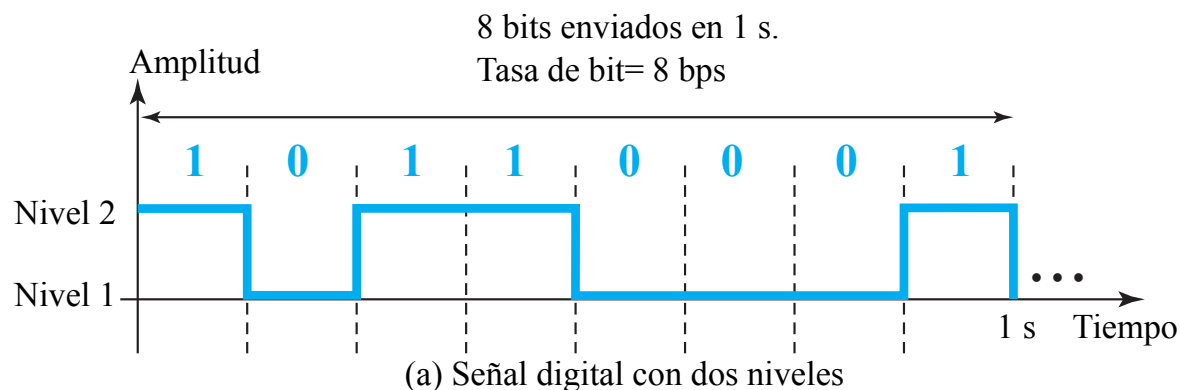 8 bits enviados en 1 s.
Tasa de bit= 8 bps
Amplitud
1 0 1 1 0 0 0 1
Nivel 2
Nivel 1
1 s Tiempo
(a) Señal digital con dos niveles